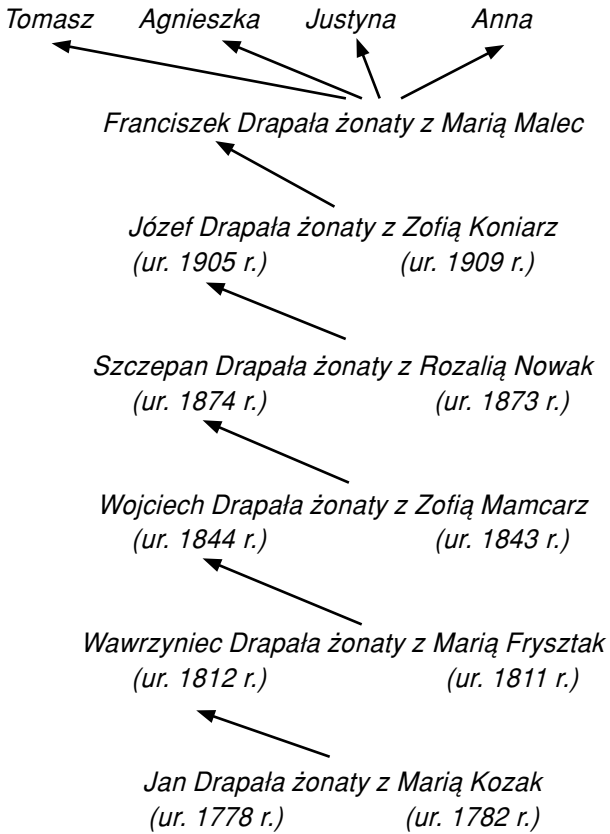 Tomasz Agnieszka Justyna Anna
Franciszek Drapała żonaty z Marią Malec
Józef Drapała żonaty z Zofią Koniarz
(ur. 1905 r.) (ur. 1909 r.)
Szczepan Drapała żonaty z Rozalią Nowak
(ur. 1874 r.) (ur. 1873 r.)
Wojciech Drapała żonaty z Zofią Mamcarz
(ur. 1844 r.) (ur. 1843 r.)
Wawrzyniec Drapała żonaty z Marią Frysztak
(ur. 1812 r.) (ur. 1811 r.)
Jan Drapała żonaty z Marią Kozak
(ur. 1778 r.) (ur. 1782 r.)